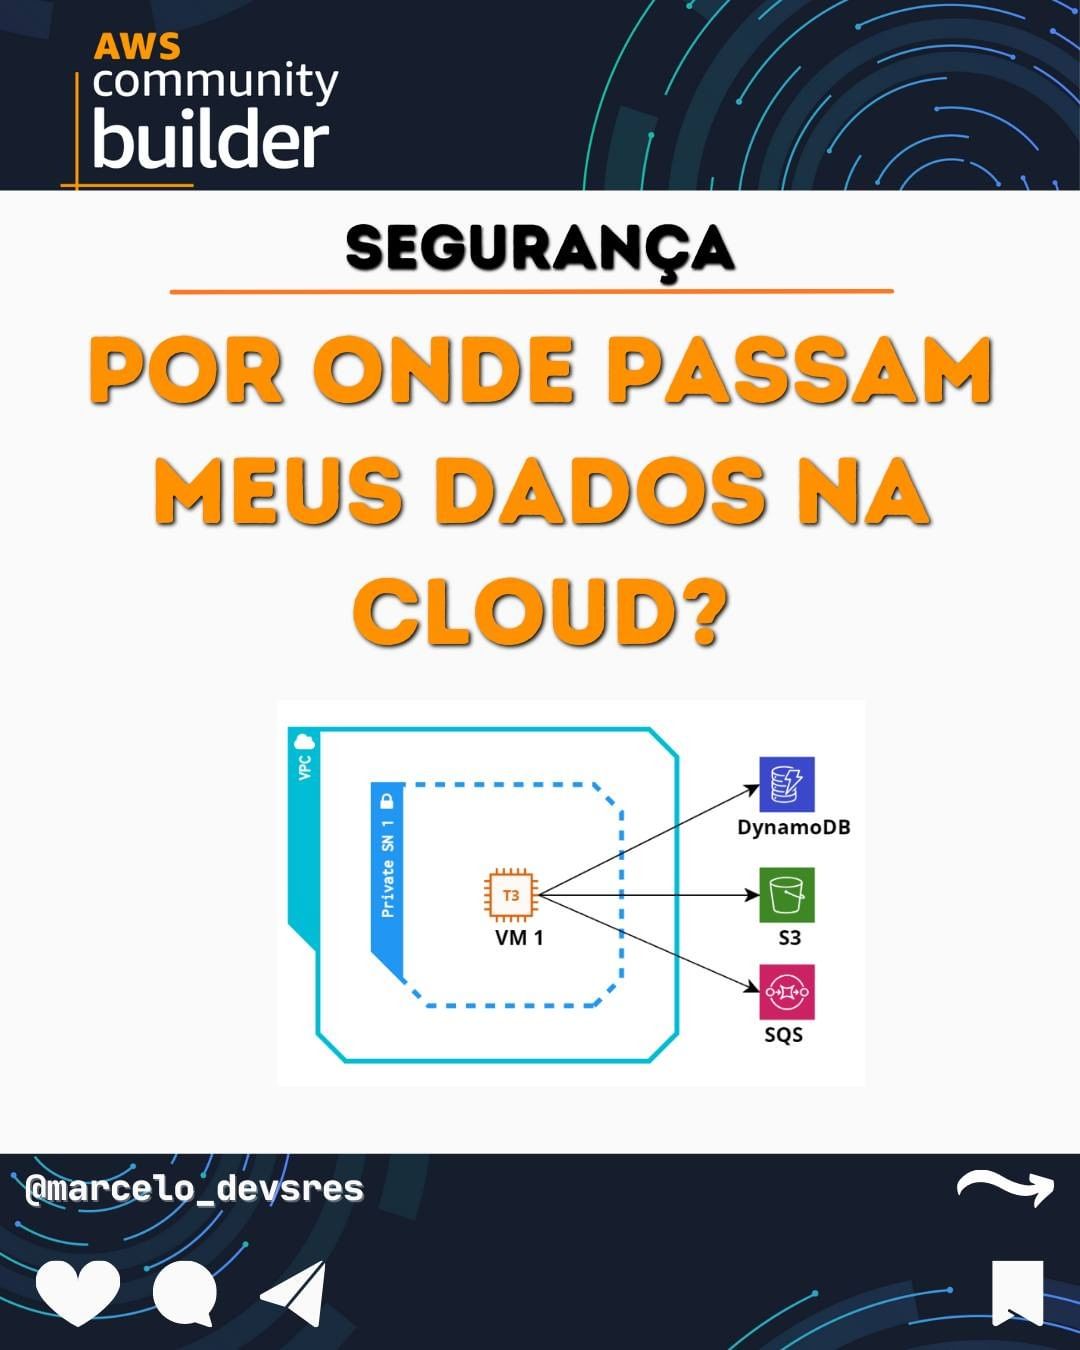 AWS
community
builder
SEGURANÇA
POR ONDE PASSAM
MEUS DADOS NA
CLOUD?
VPC
Private SN 1
T3
VM 1
DynamoDB
S3
SQS
@marcelo_devsres